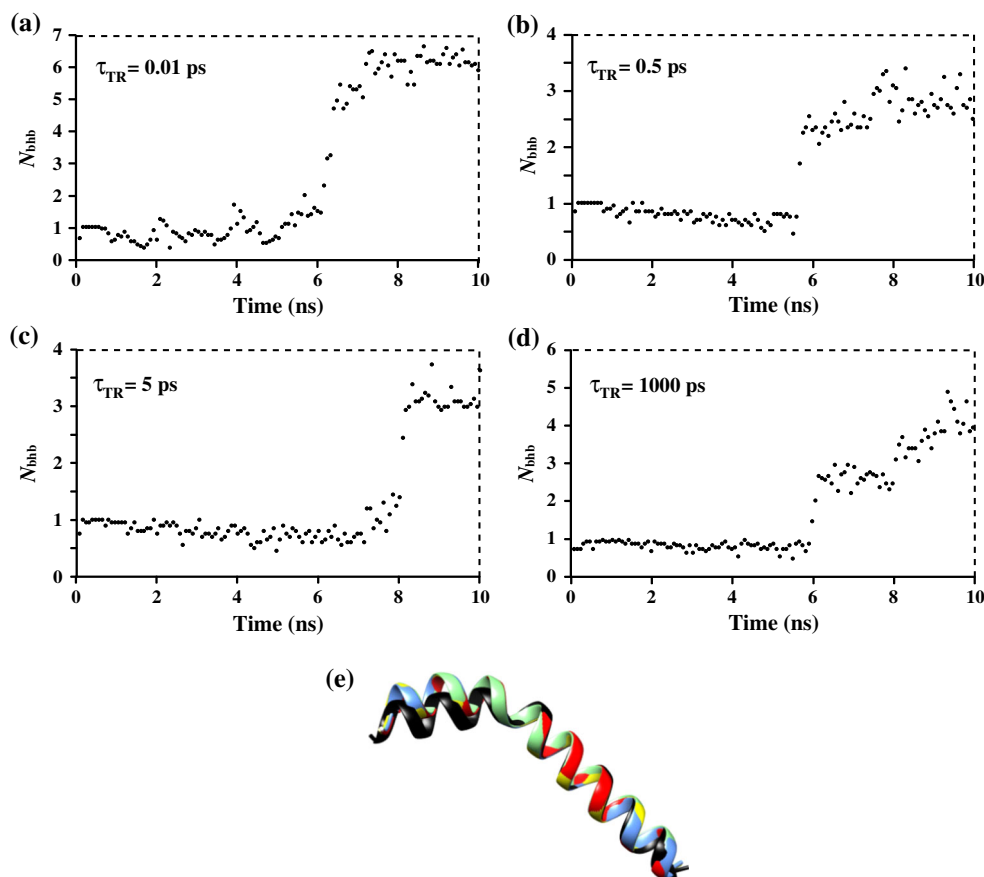 (a)
τTR= 0.01 ps
7
6
5
4
3
2
1
0
Nbhb
0 2 4 6 8 10
Time (ns)
(b)
τTR= 0.5 ps
4
3
2
1
0
Nbhb
0 2 4 6 8 10
Time (ns)
(c)
τTR= 5 ps
4
3
2
1
0
Nbhb
0 2 4 6 8 10
Time (ns)
(d)
τTR= 1000 ps
6
5
4
3
2
1
0
Nbhb
0 2 4 6 8 10
Time (ns)
(e)